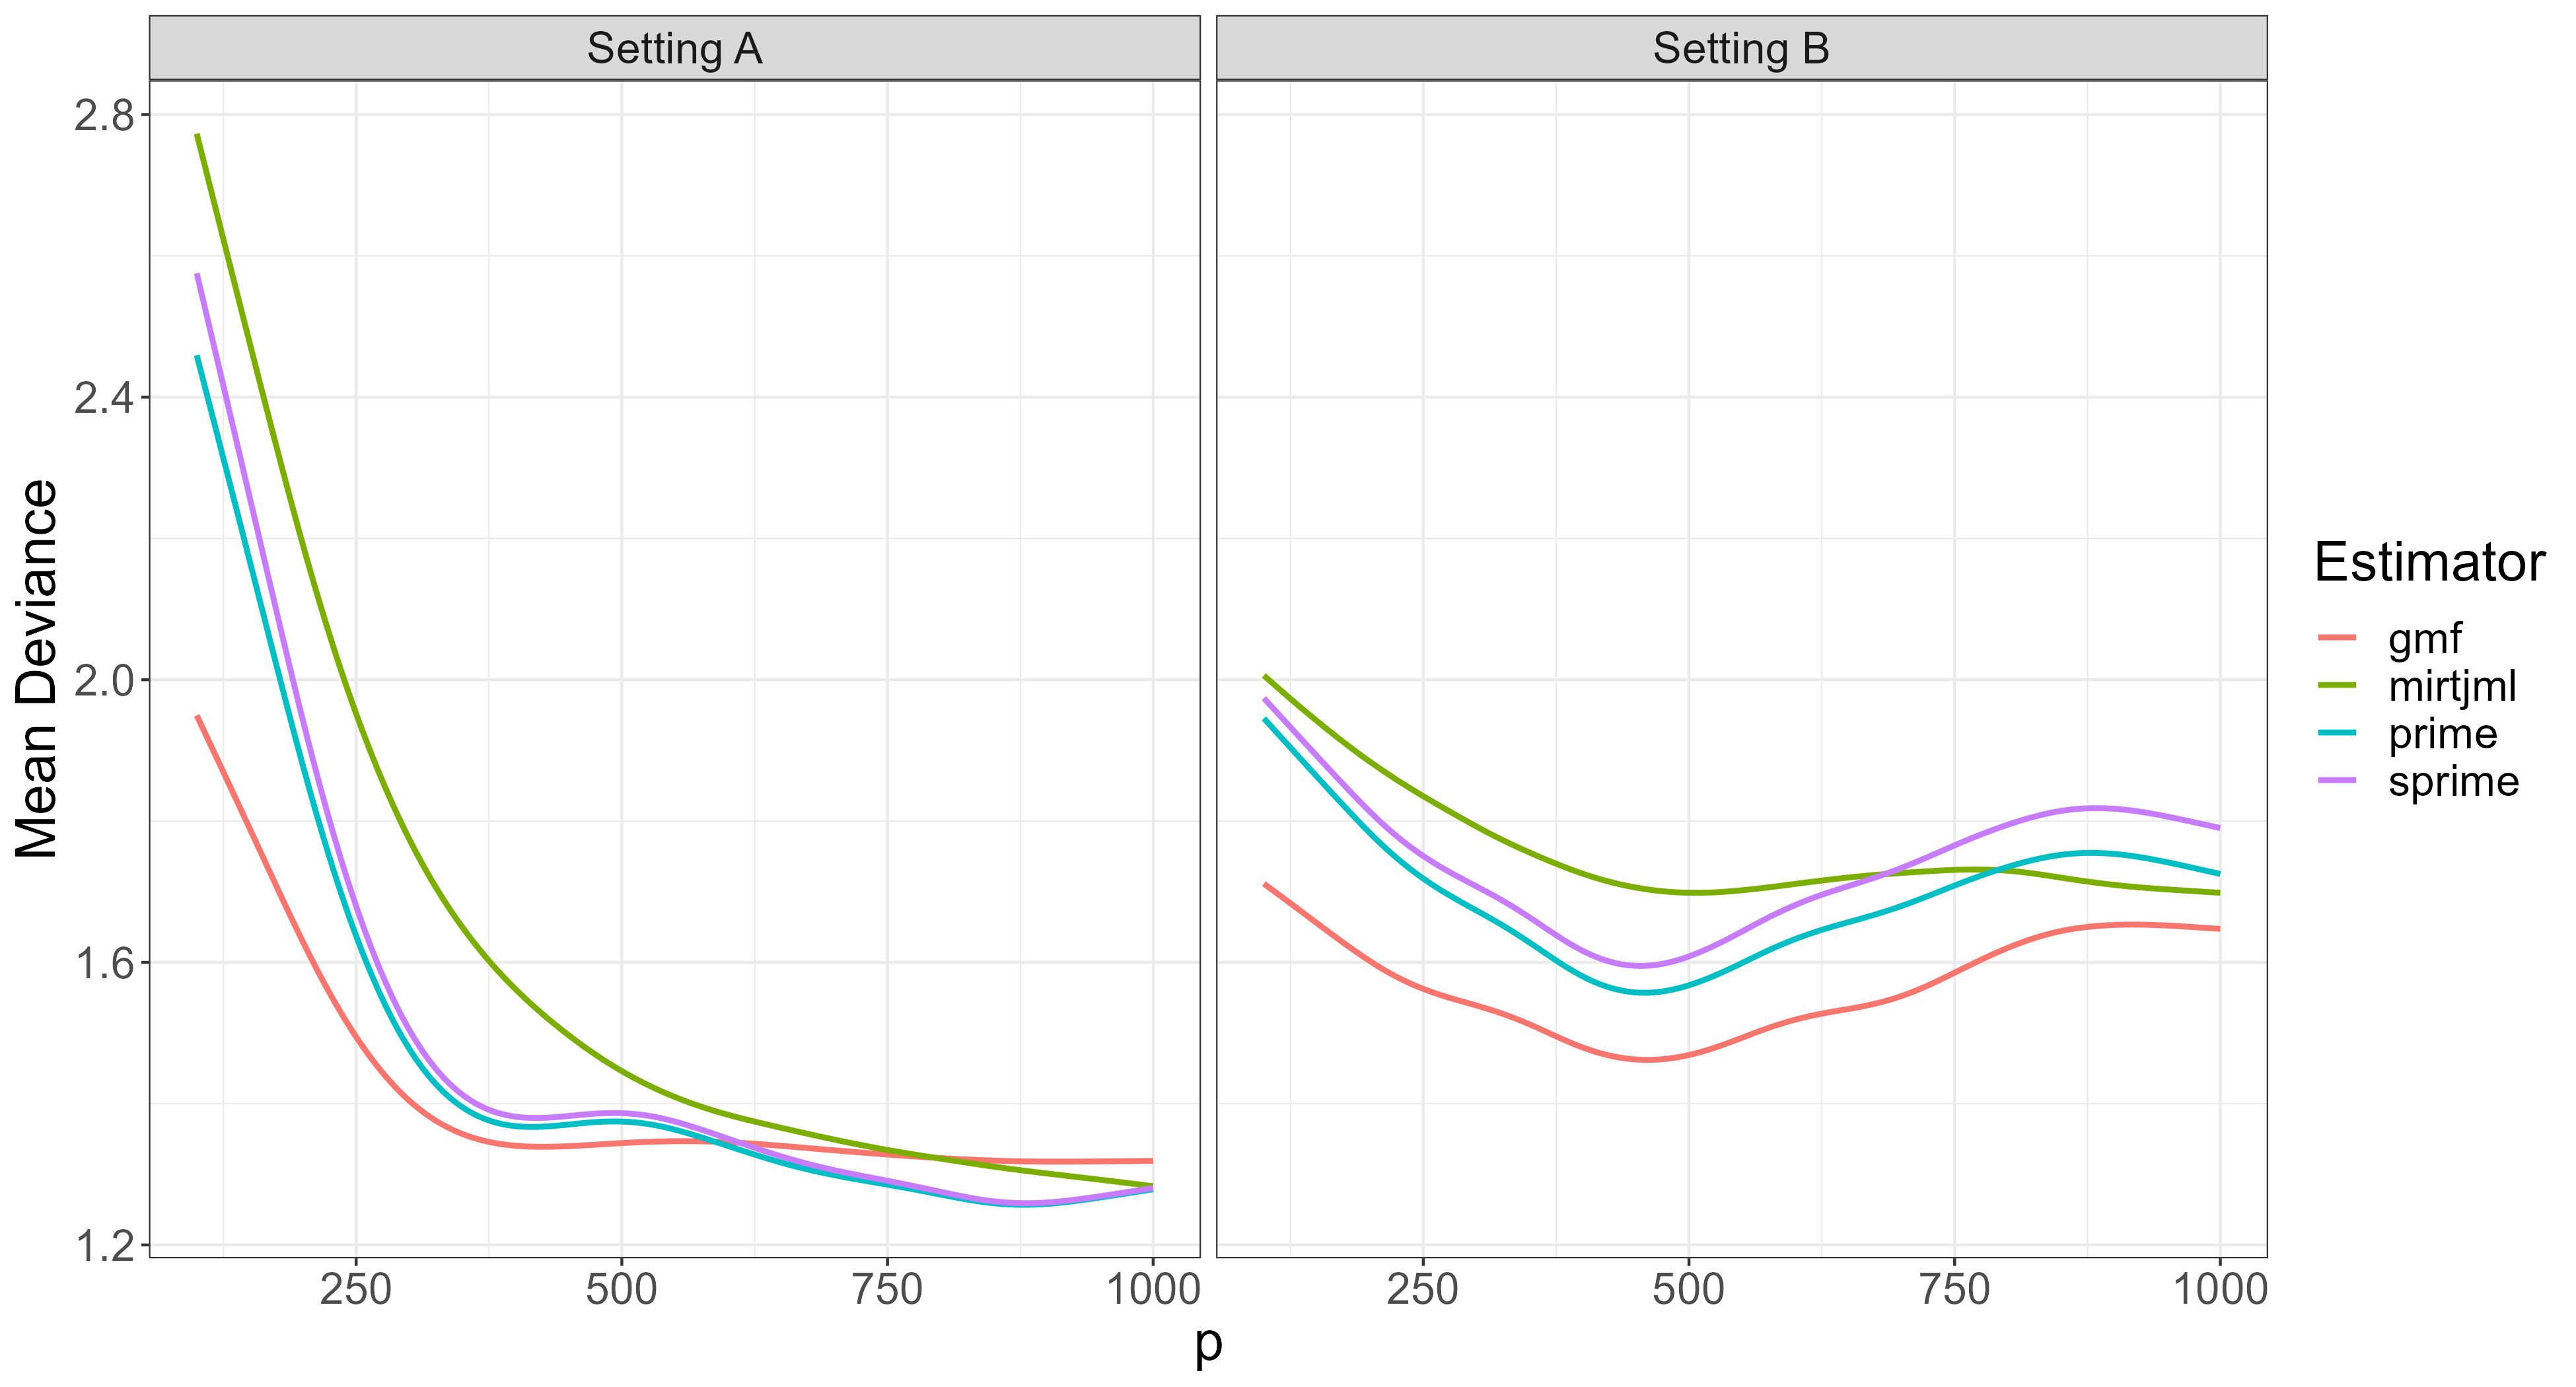 Setting A
Setting B
Mean Deviance
2.8
2.4
2.0
1.6
1.2
250
500
750
1000
250
500
750
1000
p
Estimator
gmf
mirtjml
prime
sprime